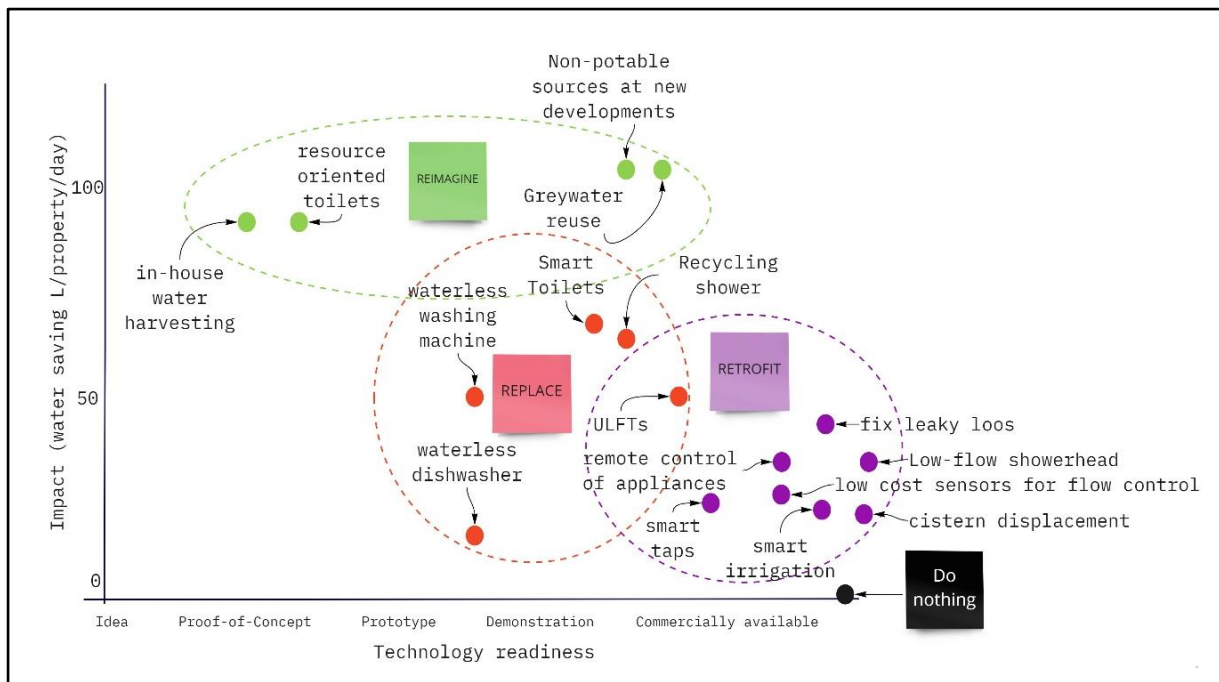 Non-potable
sources at new
developments
resource
oriented
toilets
REIMAGINE
Greywater
reuse
in-house
water
harvesting
Smart
Toilets
Recycling
shower
waterless
washing
machine
REPLACE
RETROFIT
ULFTs
fix leaky loos
waterless
dishwasher
remote control
of appliances
Low-flow showerhead
low cost sensors for flow control
smart
taps
smart
irrigation
cistern displacement
Do
nothing
Impact (water saving L/property/day)
100
50
0
Idea
Proof-of-Concept
Prototype
Demonstration
Commercially available
Technology readiness